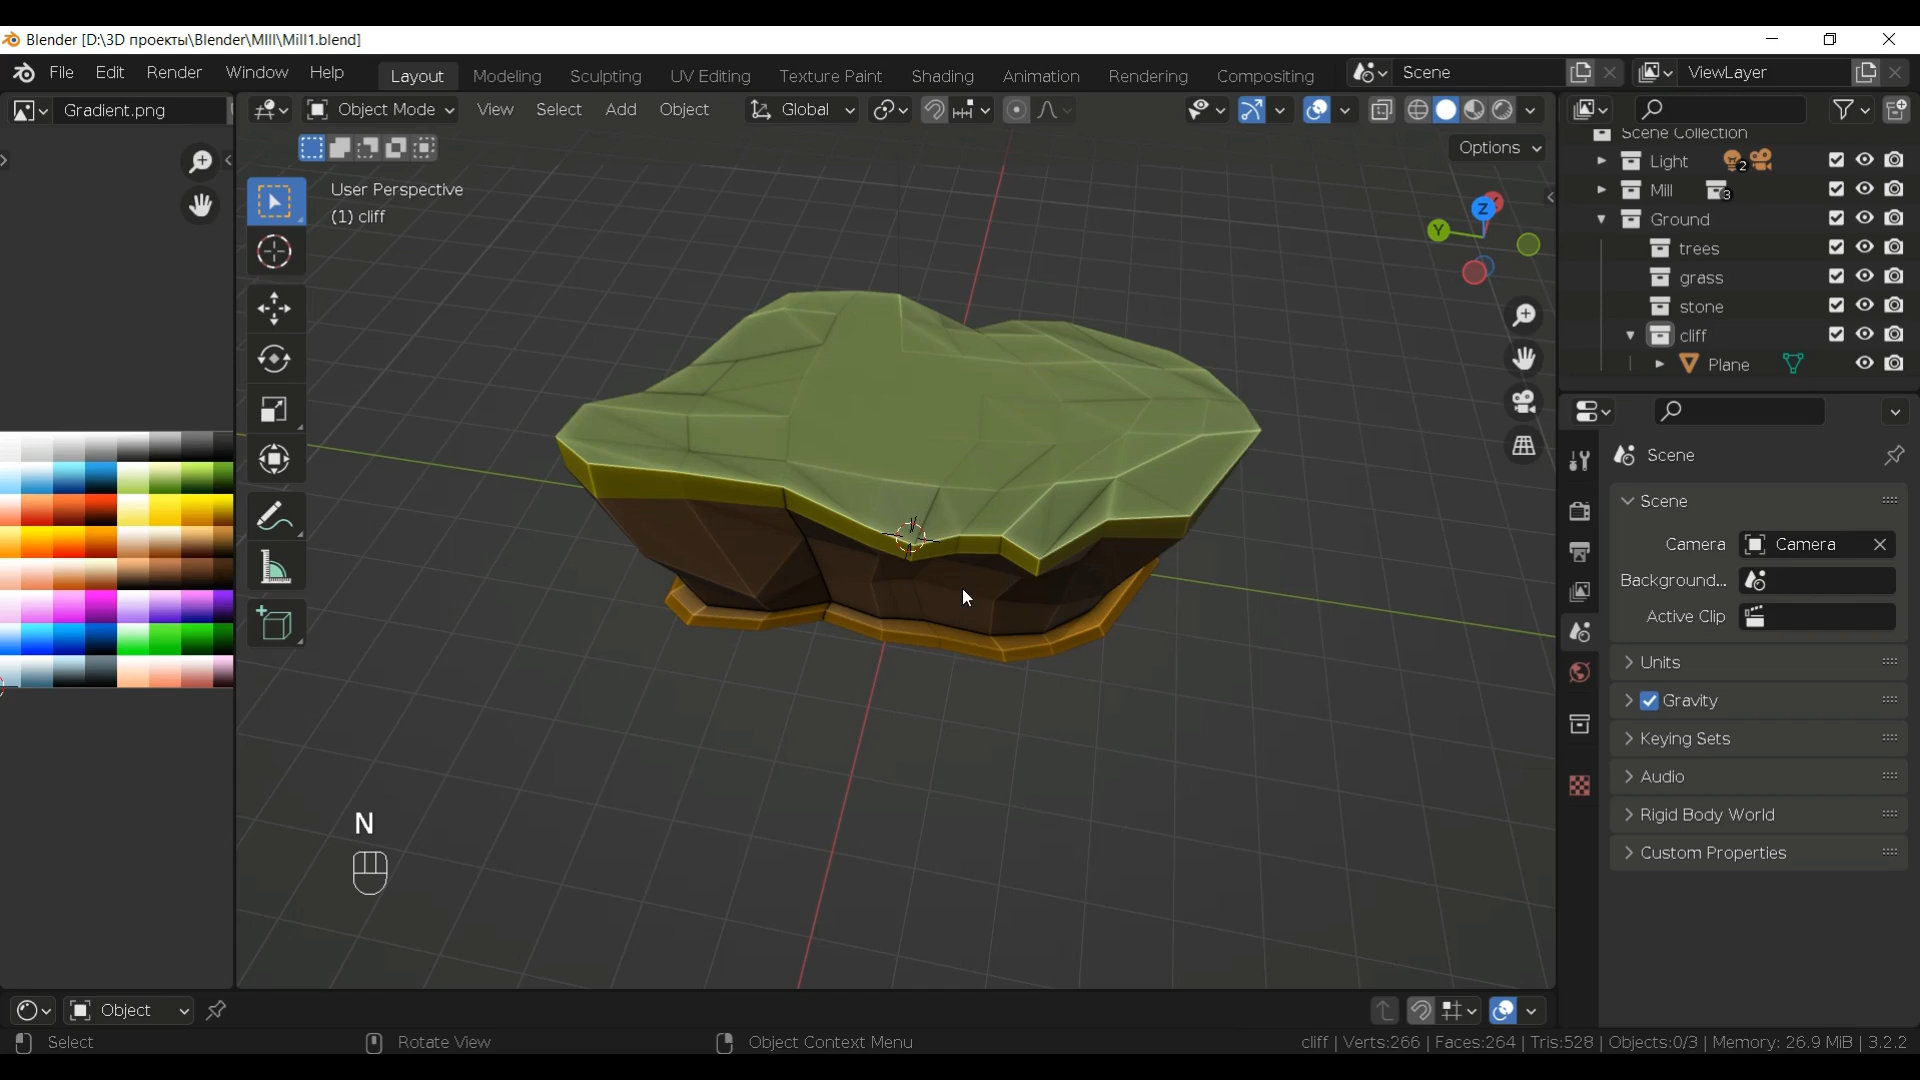 Blender [D:\3D проекты\Blender\MIll\Mill1.blend]
File Edit Render Window Help Layout Modeling Sculpting UV Editing Texture Paint Shading Animation Rendering Compositing Scene ViewLayer
Gradient.png Object Mode View Select Add Object Global
Options
User Perspective
(1) cliff
Scene Collection
Light 2
Mill 3
Ground
trees
grass
stone
cliff
Plane
X
Y
Z
Scene
Scene
Camera Camera
Background...
Active Clip
Units
Gravity
Keying Sets
Audio
Rigid Body World
Custom Properties
N
Object
Select Rotate View Object Context Menu cliff | Verts:266 | Faces:264 | Tris:528 | Objects:0/3 | Memory: 26.9 MiB | 3.2.2